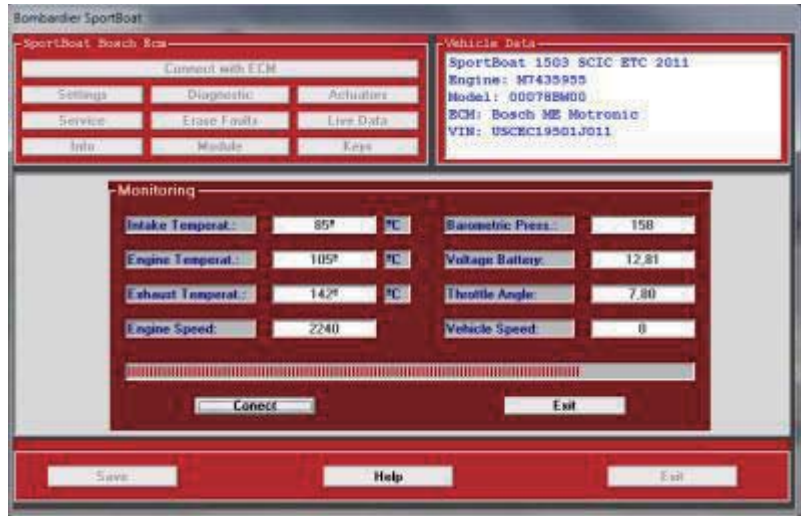 Bombardier SportBoat
SportBoat Bosch Ecm
Connect with ECM
Settings Diagnostic Actuators
Service Erase Faults Live Data
Info Module Keys
Vehicle Data
SportBoat 1503 SCIC ETC 2011
Engine: M7435955
Model: 00078BW00
ECM: Bosch ME Motronic
VIN: USCEC19501J011
Monitoring
Intake Temperat.: 85º ºC Barometric Press.: 158
Engine Temperat.: 105º ºC Voltage Battery: 12,81
Exhaust Temperat.: 142º ºC Throttle Angle: 7,80
Engine Speed: 2240 Vehicle Speed: 0
Conect Exit
Save Help Exit